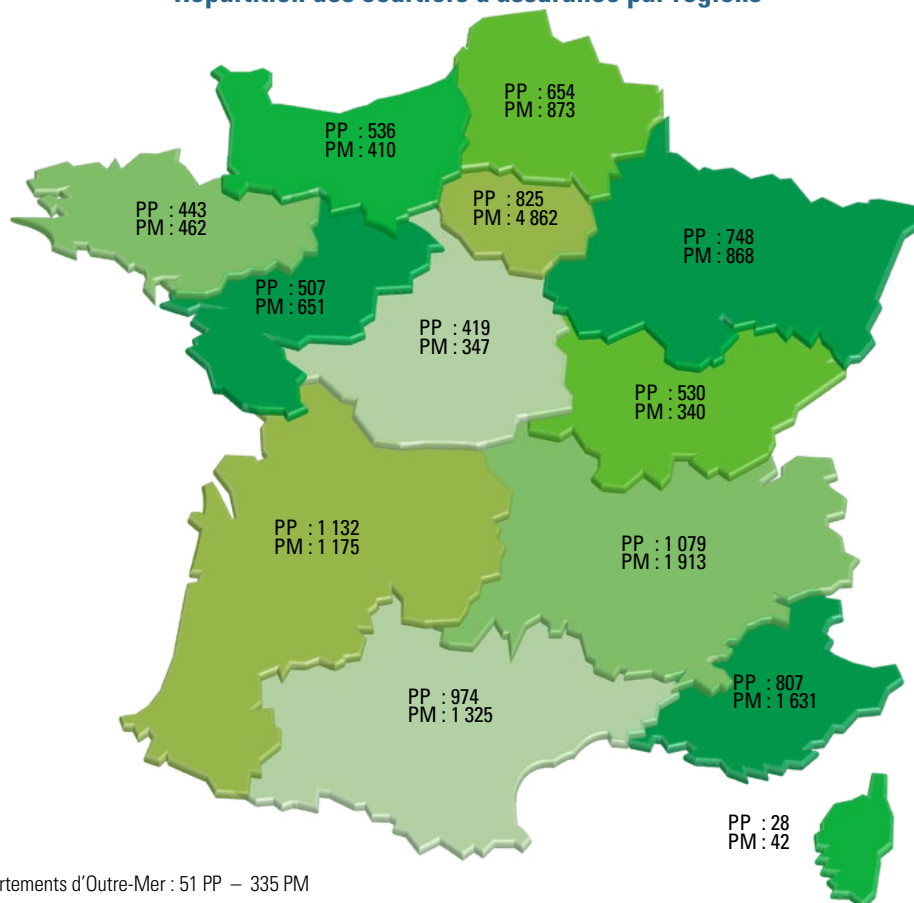 Répartition des courtiers d'assurance par régions
PP : 654
PM : 873
PP : 536
PM : 410
PP : 825
PM : 4 862
PP : 443
PM : 462
PP : 748
PM : 868
PP : 507
PM : 651
PP : 419
PM : 347
PP : 530
PM : 340
PP : 1 132
PM : 1 175
PP : 1 079
PM : 1 913
PP : 807
PM : 1 631
PP : 974
PM : 1 325
PP : 28
PM : 42
rtements d'Outre-Mer : 51 PP – 335 PM